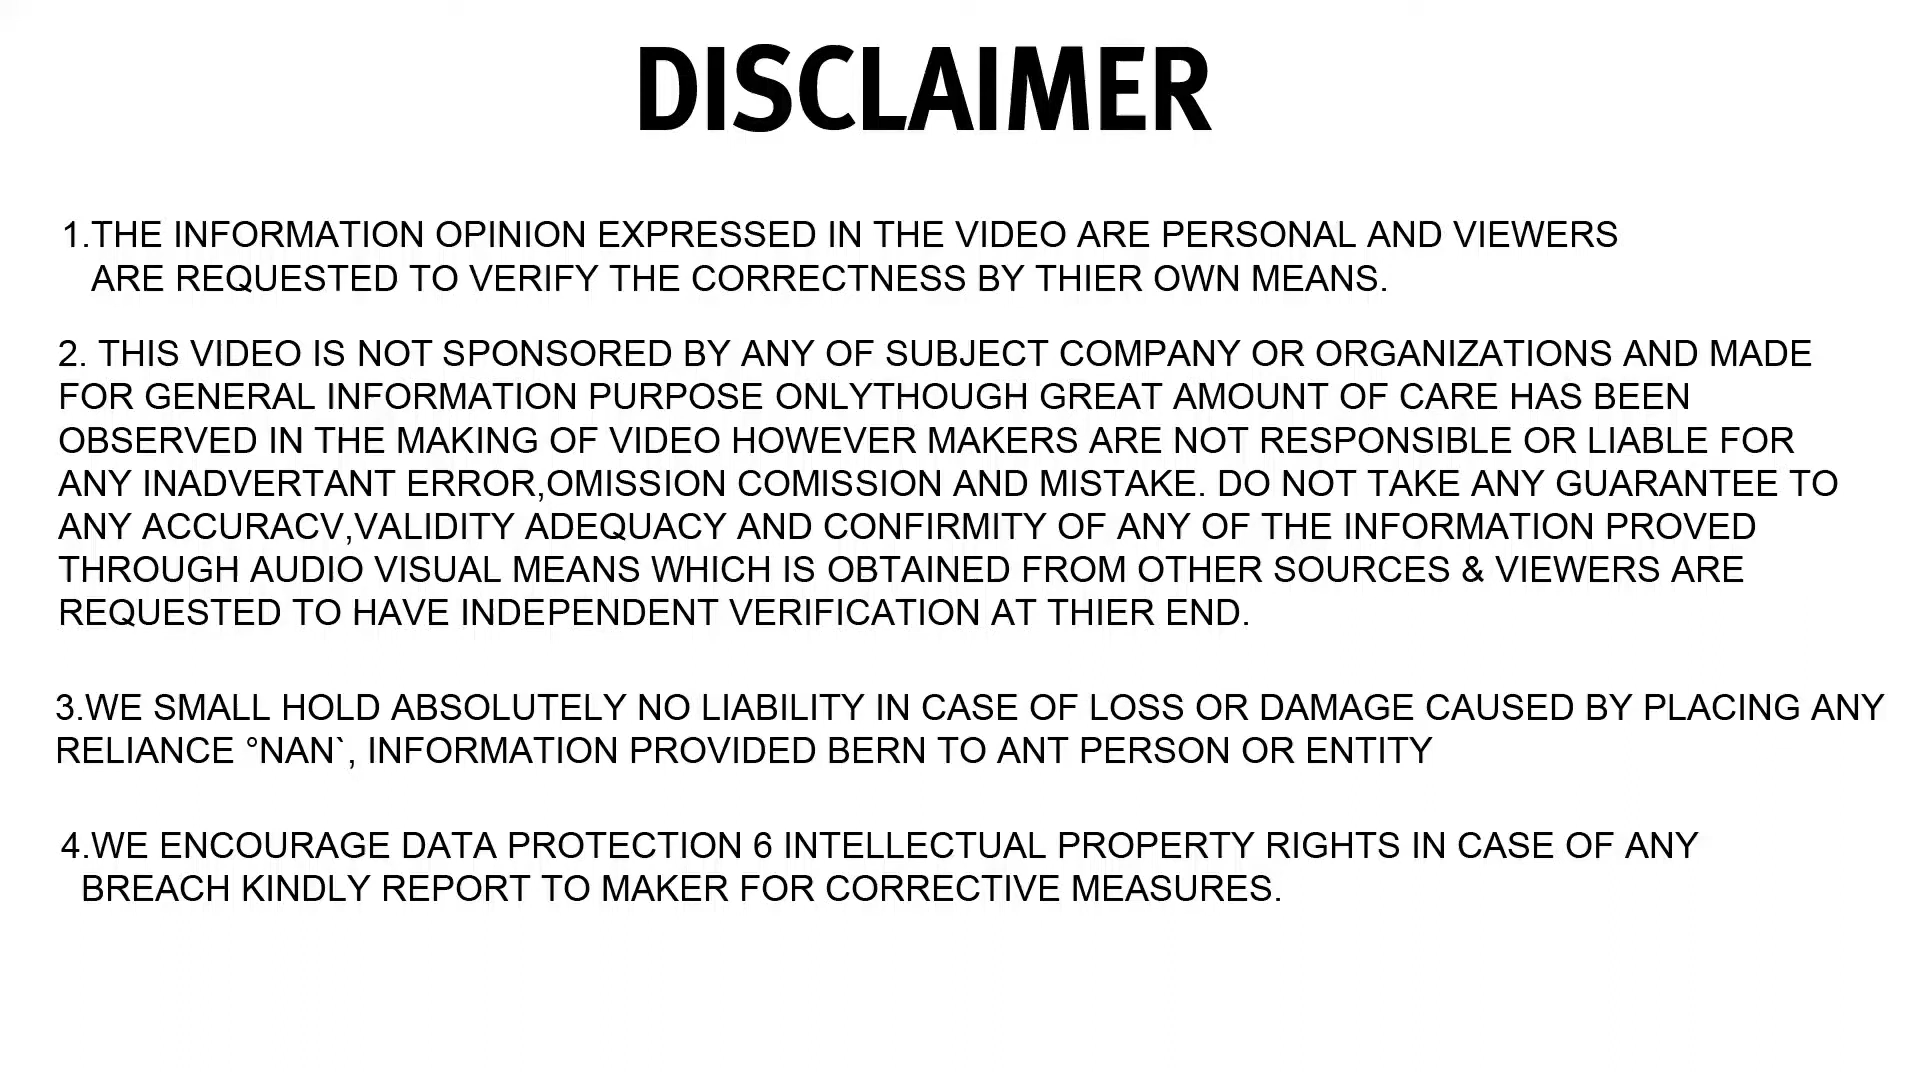 DISCLAIMER
1.THE INFORMATION OPINION EXPRESSED IN THE VIDEO ARE PERSONAL AND VIEWERS
ARE REQUESTED TO VERIFY THE CORRECTNESS BY THIER OWN MEANS.
2. THIS VIDEO IS NOT SPONSORED BY ANY OF SUBJECT COMPANY OR ORGANIZATIONS AND MADE
FOR GENERAL INFORMATION PURPOSE ONLYTHOUGH GREAT AMOUNT OF CARE HAS BEEN
OBSERVED IN THE MAKING OF VIDEO HOWEVER MAKERS ARE NOT RESPONSIBLE OR LIABLE FOR
ANY INADVERTANT ERROR,OMISSION COMISSION AND MISTAKE. DO NOT TAKE ANY GUARANTEE TO
ANY ACCURACV,VALIDITY ADEQUACY AND CONFIRMITY OF ANY OF THE INFORMATION PROVED
THROUGH AUDIO VISUAL MEANS WHICH IS OBTAINED FROM OTHER SOURCES & VIEWERS ARE
REQUESTED TO HAVE INDEPENDENT VERIFICATION AT THIER END.
3.WE SMALL HOLD ABSOLUTELY NO LIABILITY IN CASE OF LOSS OR DAMAGE CAUSED BY PLACING ANY
RELIANCE °NAN`, INFORMATION PROVIDED BERN TO ANT PERSON OR ENTITY
4.WE ENCOURAGE DATA PROTECTION 6 INTELLECTUAL PROPERTY RIGHTS IN CASE OF ANY
BREACH KINDLY REPORT TO MAKER FOR CORRECTIVE MEASURES.